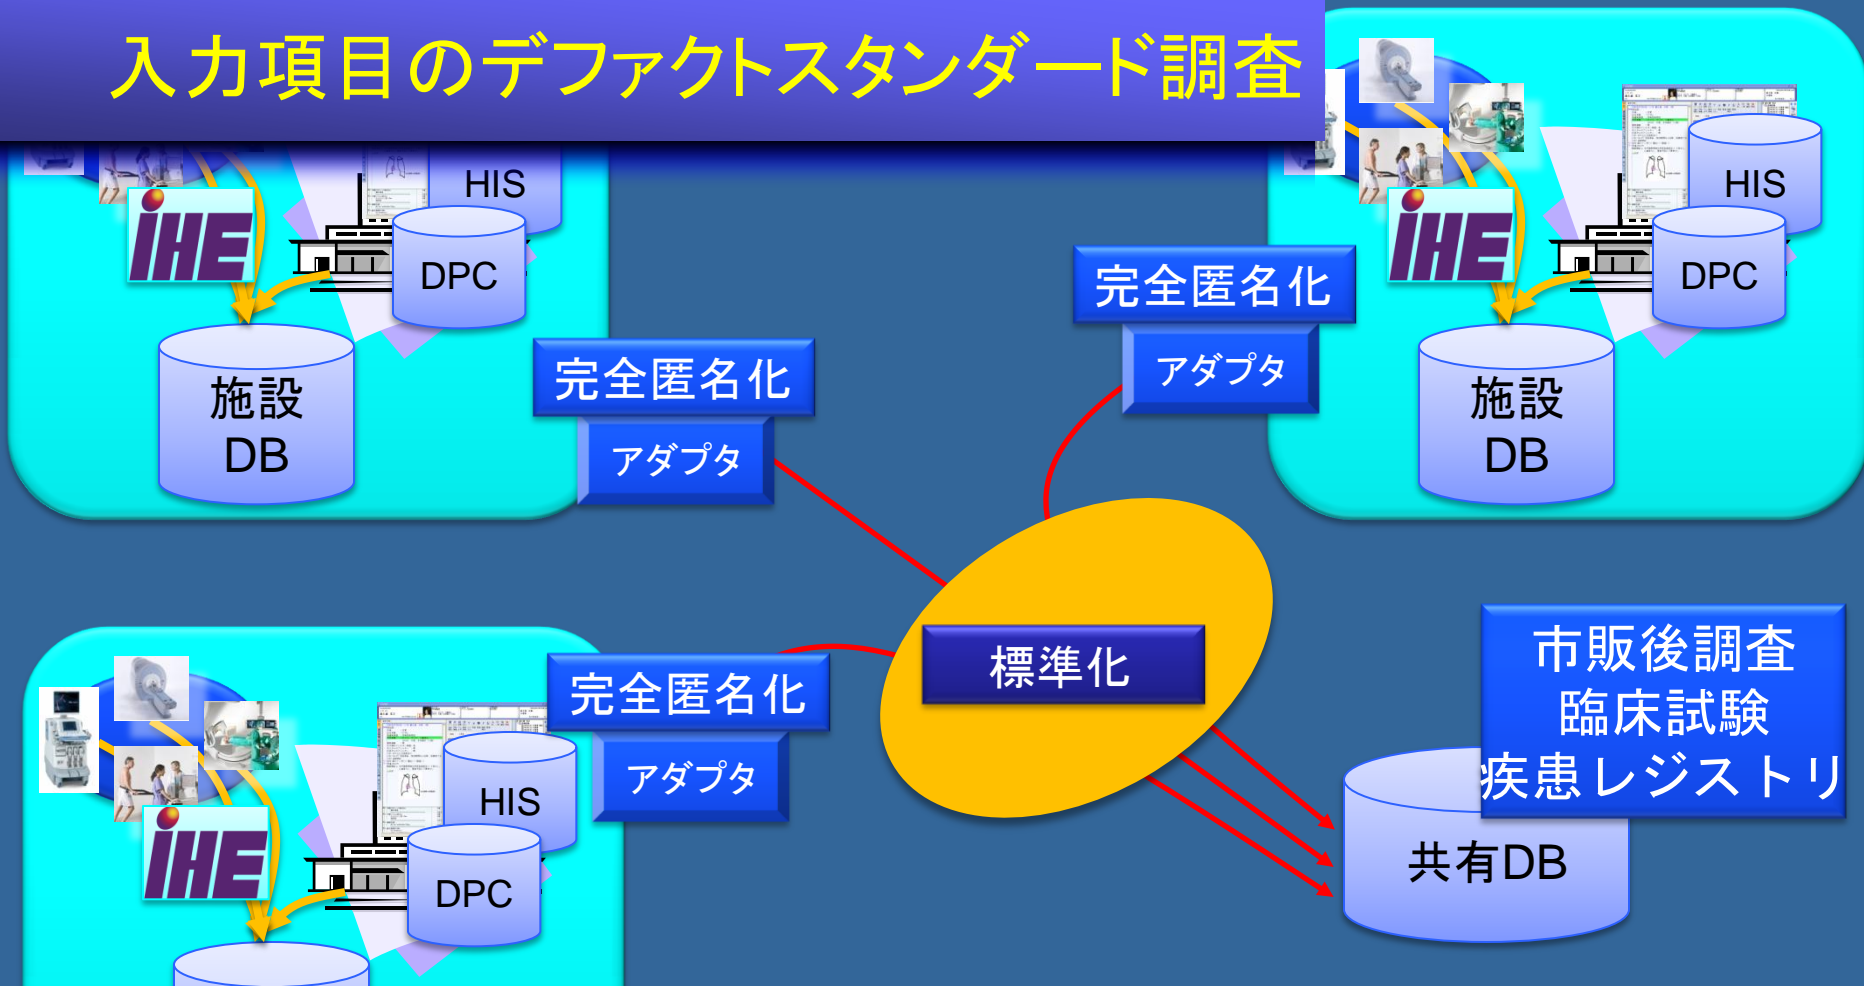 入力項目のデファクトスタンダード調査
HIS
DPC
IHE
施設
DB
完全匿名化
アダプタ
完全匿名化
アダプタ
HIS
DPC
IHE
施設
DB
標準化
完全匿名化
アダプタ
HIS
DPC
IHE
市販後調査
臨床試験
疾患レジストリ
共有DB